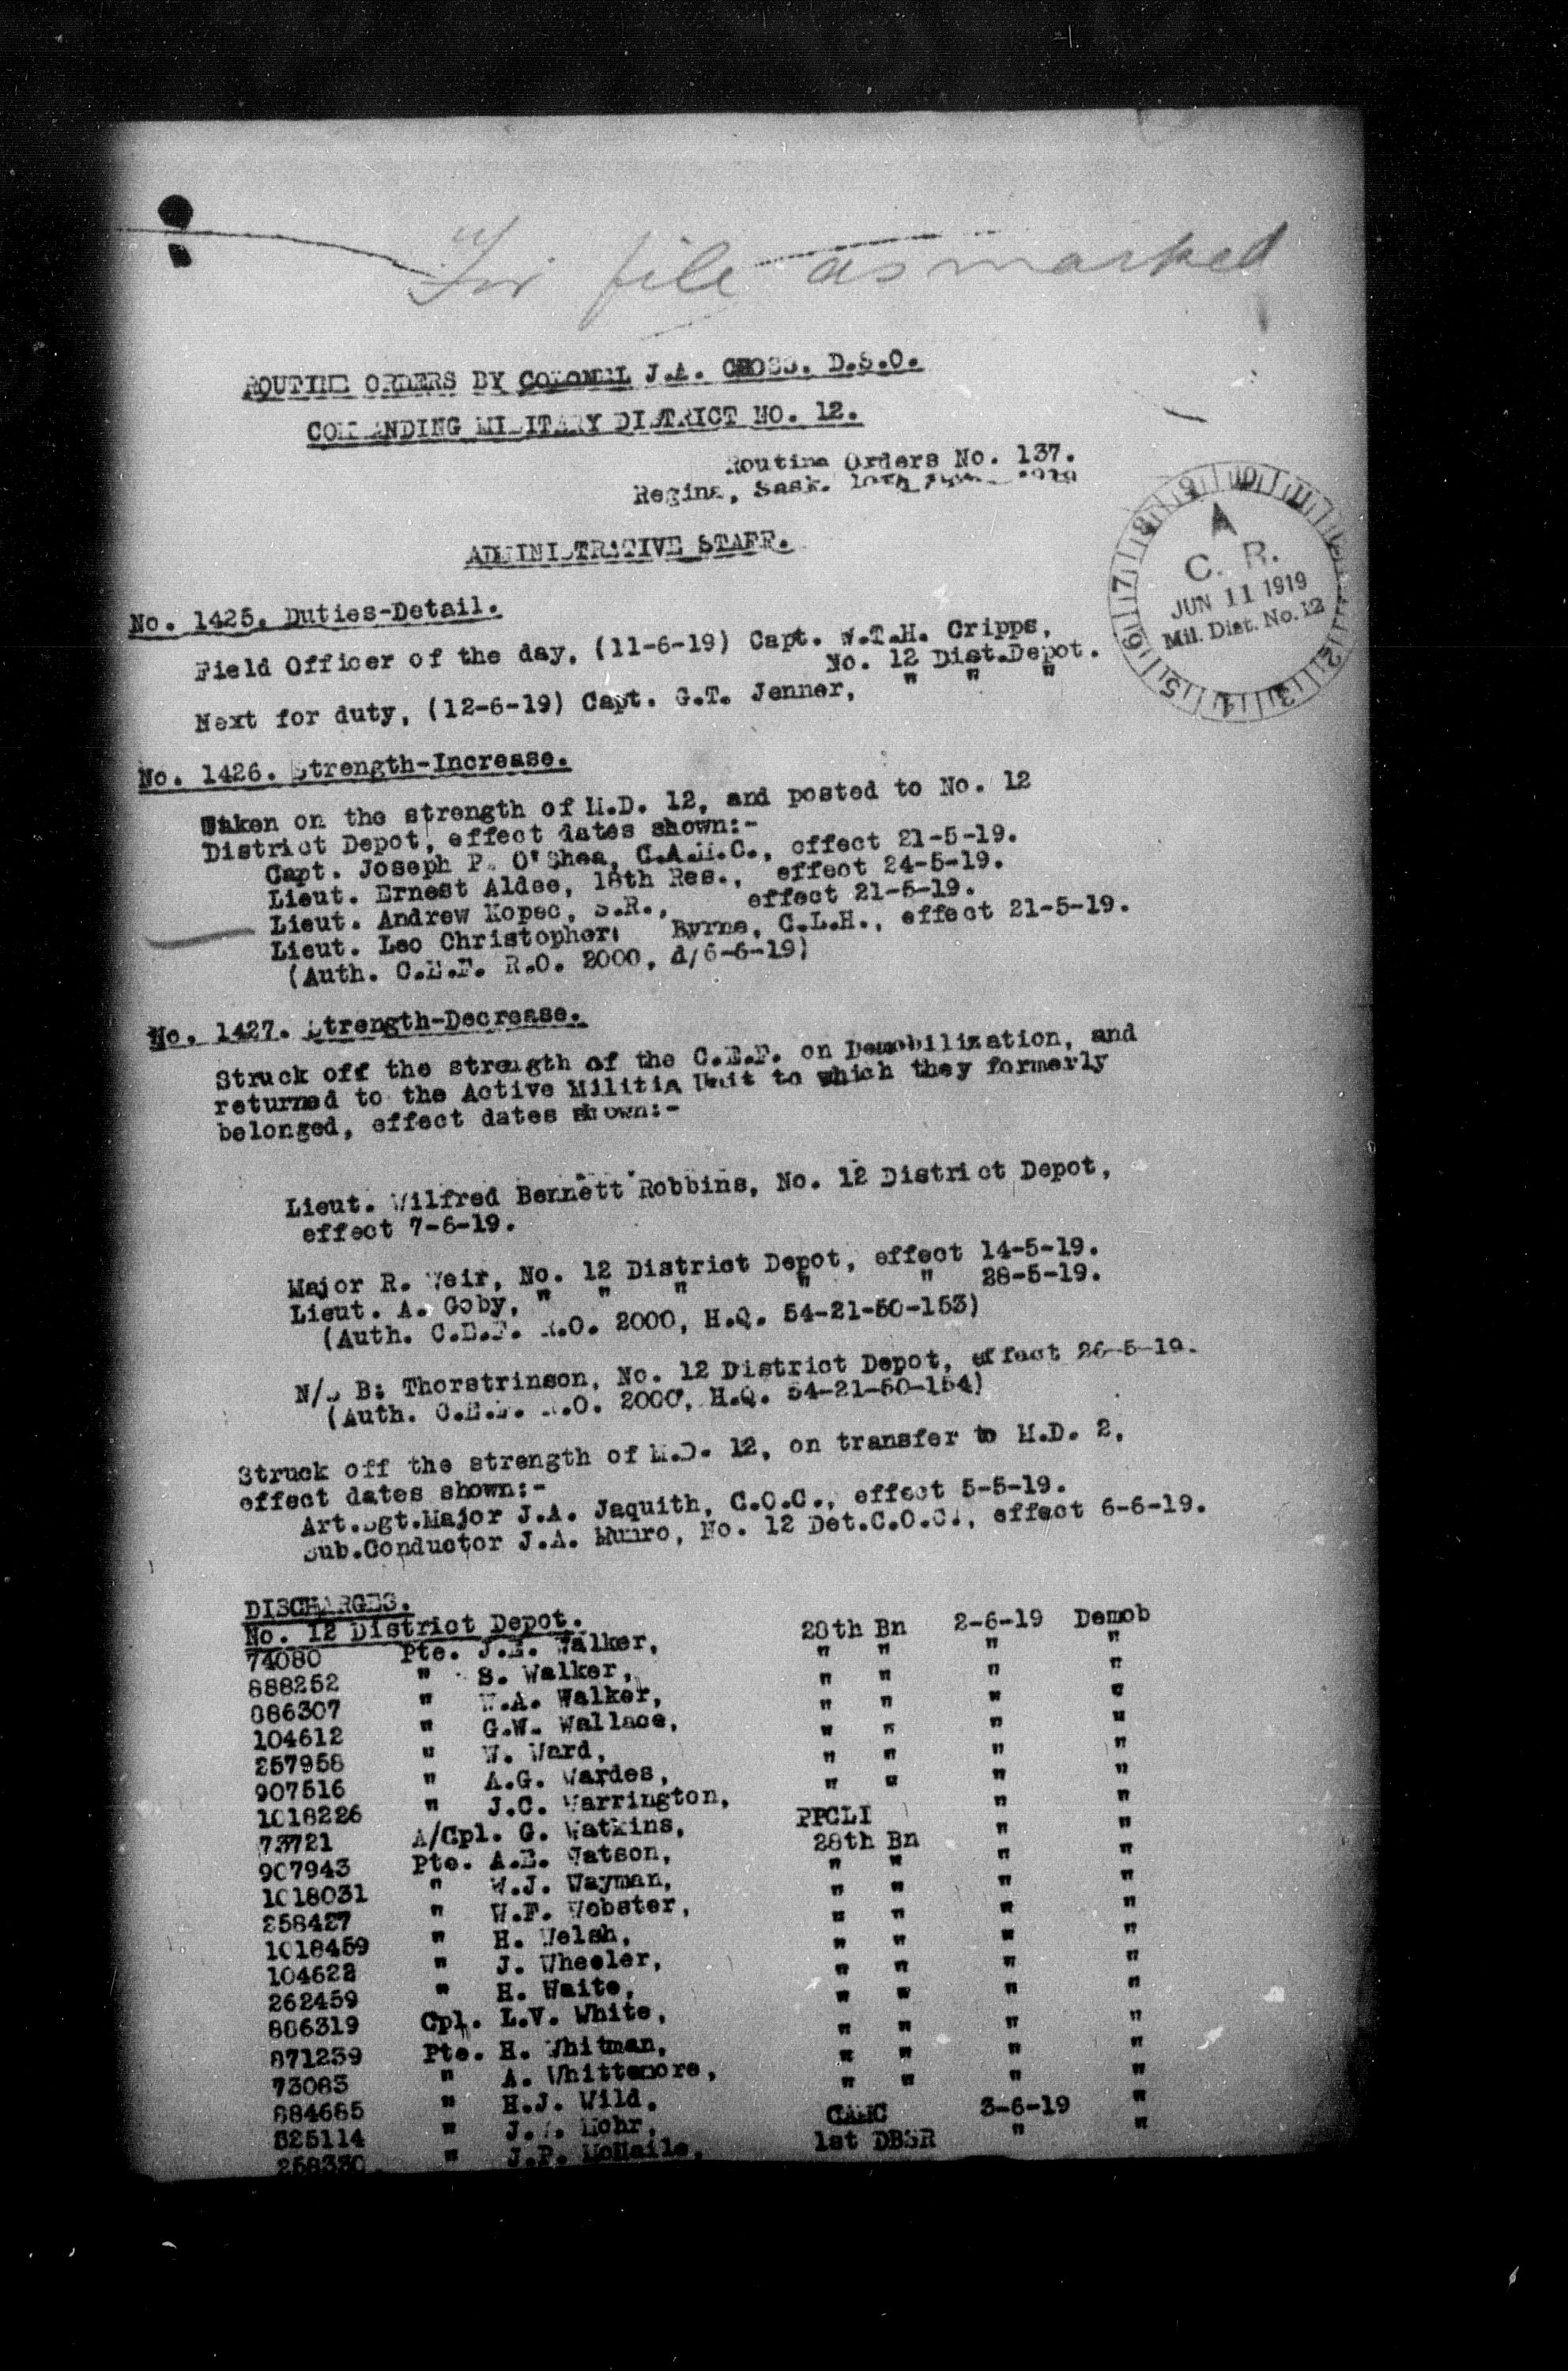 For file as marked
ROUTINE ORDERS BY COLONEL J.A. CROSS. D.S.O.
COMMANDING MILITARY DISTRICT NO. 12.
Routine Orders No. 137.
Regina, Sask. 10th 1919
ADMINISTRATIVE STAFF.
A
C. R.
JUN 11 1919
Mil. Dist. No. 12
No. 1425. Duties-Detail.
Field Officer of the day, (11-6-19) Capt. W.T.H. Cripps,
No. 12 Dist.Depot.
Next for duty, (12-6-19) Capt. G.T. Jenner, " " "
No. 1426. Strength-Increase.
Taken on the strength of M.D. 12, and posted to No. 12
District Depot, effect dates shown:-
Capt. Joseph P. O'Shea, C.A.M.C., effect 21-5-19.
Lieut. Ernest Aldee, 18th Res., effect 24-5-19.
Lieut. Andrew Kopec, S.R., effect 21-5-19.
Lieut. Leo Christopher Byrne, C.L.H., effect 21-5-19.
(Auth. C.E.F. R.O. 2000, d/6-6-19)
No. 1427. Strength-Decrease.
Struck off the strength of the C.E.F. on Demobilization, and
returned to the Active Militia Unit to which they formerly
belonged, effect dates shown:-
Lieut. Wilfred Bennett Robbins, No. 12 District Depot,
effect 7-6-19.
Major R. Weir, No. 12 District Depot, effect 14-5-19.
Lieut. A. Goby, " " " " " 28-5-19.
(Auth. C.E.F. R.O. 2000, H.Q. 54-21-50-153)
N/S B: Thorstrinson, No. 12 District Depot, effect 26-5-19.
(Auth. C.E.F. R.O. 2000, H.Q. 54-21-50-154)
Struck off the strength of M.D. 12, on transfer to M.D. 2,
effect dates shown:-
Art.Sgt.Major J.A. Jaquith, C.O.C., effect 5-5-19.
Sub.Conductor J.A. Munro, No. 12 Det.C.O.C., effect 6-6-19.
DISCHARGES.
No. 12 District Depot.
74080 Pte. J.E. Walker, 28th Bn 2-6-19 Demob
888252 " S. Walker, " " " "
886307 " W.A. Walker, " " " "
104612 " G.W. Wallace, " " " "
257958 " W. Ward, " " " "
907516 " A.G. Wardes, " " " "
1018226 " J.C. Warrington, " " " "
73721 A/Cpl. G. Watkins, PPCLI " "
907943 Pte. A.E. Watson, 28th Bn " "
1018031 " W.J. Wayman, " " " "
258427 " W.F. Webster, " " " "
1018459 " H. Welsh, " " " "
104622 " J. Wheeler, " " " "
262459 " H. Waite, " " " "
886319 Cpl. L.V. White, " " " "
871239 Pte. H. Whitman, " " " "
73083 " A. Whittemore, " " " "
884685 " H.J. Wild, " " " "
525114 " J. Mohr, CAMC 3-6-19 "
258330 " J.P. McHaile, 1st DBSR " "